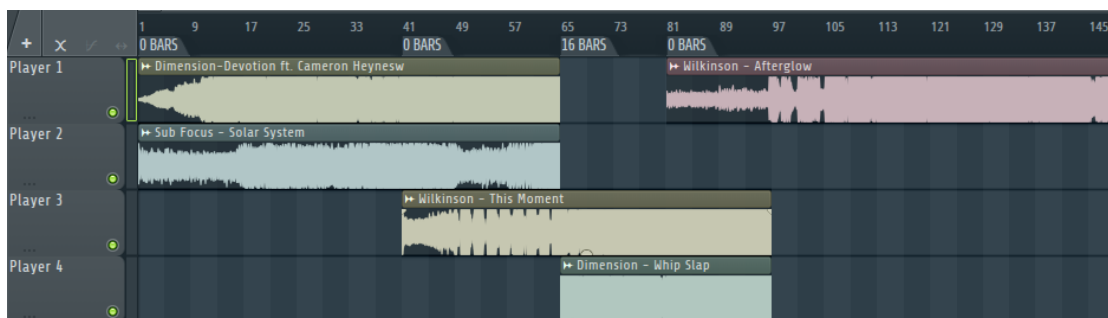 1 9 17 25 33 41 49 57 65 73 81 89 97 105 113 121 129 137 145
0 BARS 0 BARS 16 BARS 0 BARS
Player 1
Dimension-Devotion ft. Cameron Heynesw
Wilkinson - Afterglow
Player 2
Sub Focus - Solar System
Player 3
Wilkinson - This Moment
Player 4
Dimension - Whip Slap